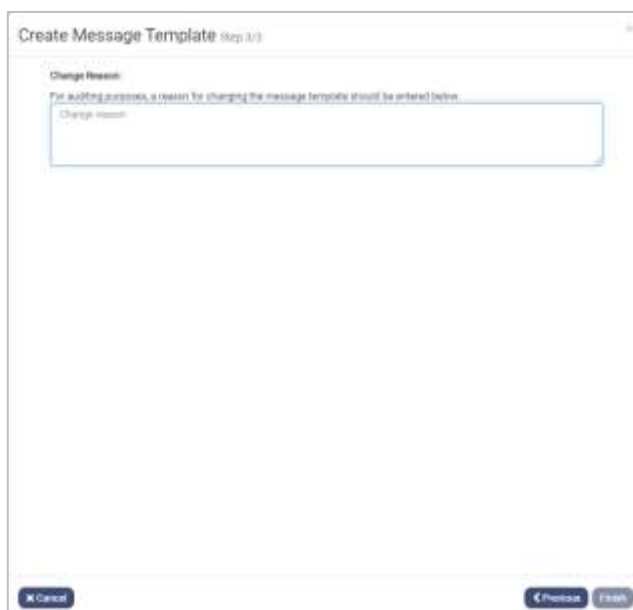 Create Message Template Step 3/3
Change Reason
For auditing purposes, a reason for changing the message template should be entered below
Change reason
Cancel
Previous
Finish